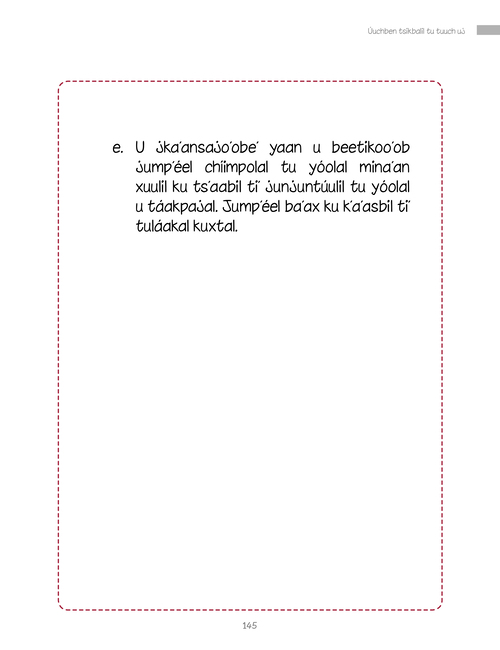 Úuchben tsikbalil tu tuuch uj
e. U jka'ansajo'obe' yaan u beetikoo'ob
jump'éel chíimpolal tu yóolal mina'an
xuulil ku ts'aabil ti' junjuntúulil tu yóolal
u táakpajal. Jump'éel ba'ax ku k'a'asbil ti'
tuláakal kuxtal.
145